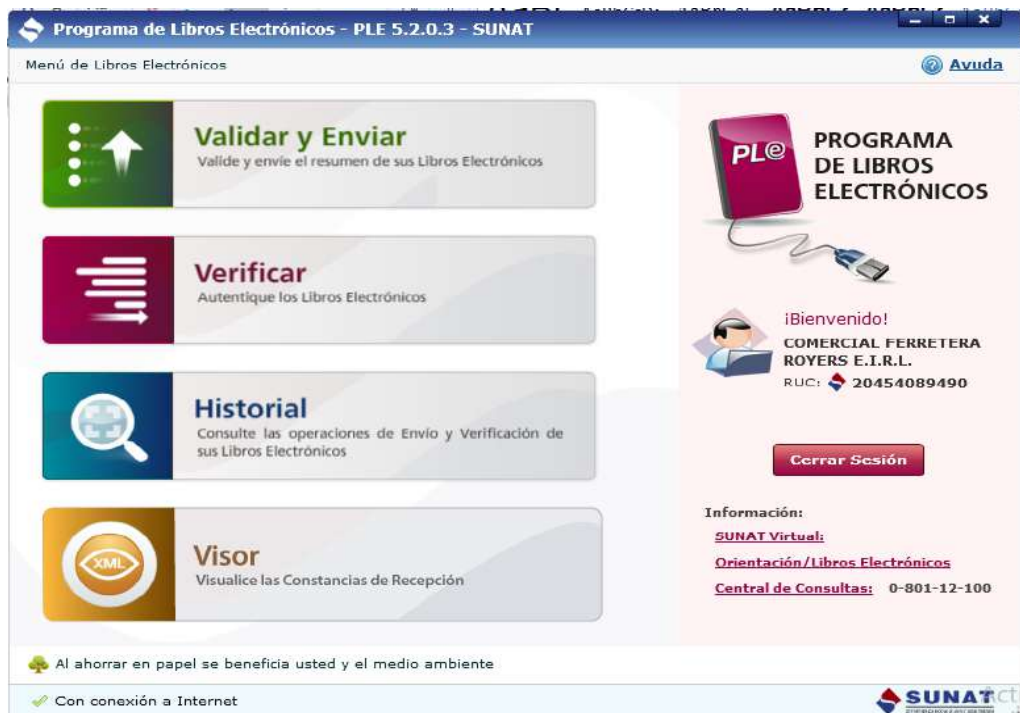 Programa de Libros Electrónicos - PLE 5.2.0.3 - SUNAT
Menú de Libros Electrónicos
Ayuda
Validar y Enviar
Valide y envíe el resumen de sus Libros Electrónicos
Verificar
Autentique los Libros Electrónicos
Historial
Consulte las operaciones de Envío y Verificación de
sus Libros Electrónicos
XML
Visor
Visualice las Constancias de Recepción
PL@
PROGRAMA
DE LIBROS
ELECTRÓNICOS
¡Bienvenido!
COMERCIAL FERRETERA
ROYERS E.I.R.L.
RUC: 20454089490
Cerrar Sesión
Información:
SUNAT Virtual:
Orientación/Libros Electrónicos
Central de Consultas: 0-801-12-100
Al ahorrar en papel se beneficia usted y el medio ambiente
Con conexión a Internet
SUNAT
Act